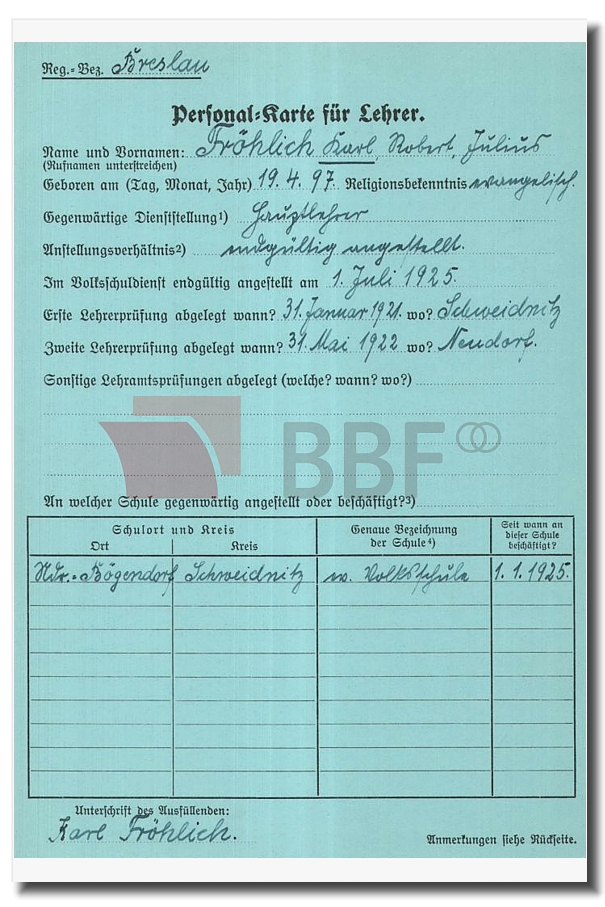 Reg.-Bez. Breslau
Personal-Karte für Lehrer.
Name und Vornamen: Fröhlich Karl, Robert, Julius
(Rufnamen unterstreichen)
Geboren am (Tag, Monat, Jahr) 19.4.97. Religionsbekenntnis evangelisch.
Gegenwärtige Dienststellung¹) Hauptlehrer
Anstellungsverhältnis²) endgültig angestellt.
Im Volksschuldienst endgültig angestellt am 1. Juli 1925.
Erste Lehrerprüfung abgelegt wann? 31. Januar 1921. wo? Schweidnitz
Zweite Lehrerprüfung abgelegt wann? 31. Mai 1922 wo? Neudorf.
Sonstige Lehramtsprüfungen abgelegt (welche? wann? wo?)
BBF
An welcher Schule gegenwärtig angestellt oder beschäftigt?³)
Schulort und Kreis Genaue Bezeichnung der Schule⁴) Seit wann an dieser Schule beschäftigt?
Ort Kreis
Ndr.-Bögendorf Schweidnitz ev. Volksschule 1.1.1925.
Unterschrift des Ausfüllenden:
Karl Fröhlich.
Anmerkungen siehe Rückseite.